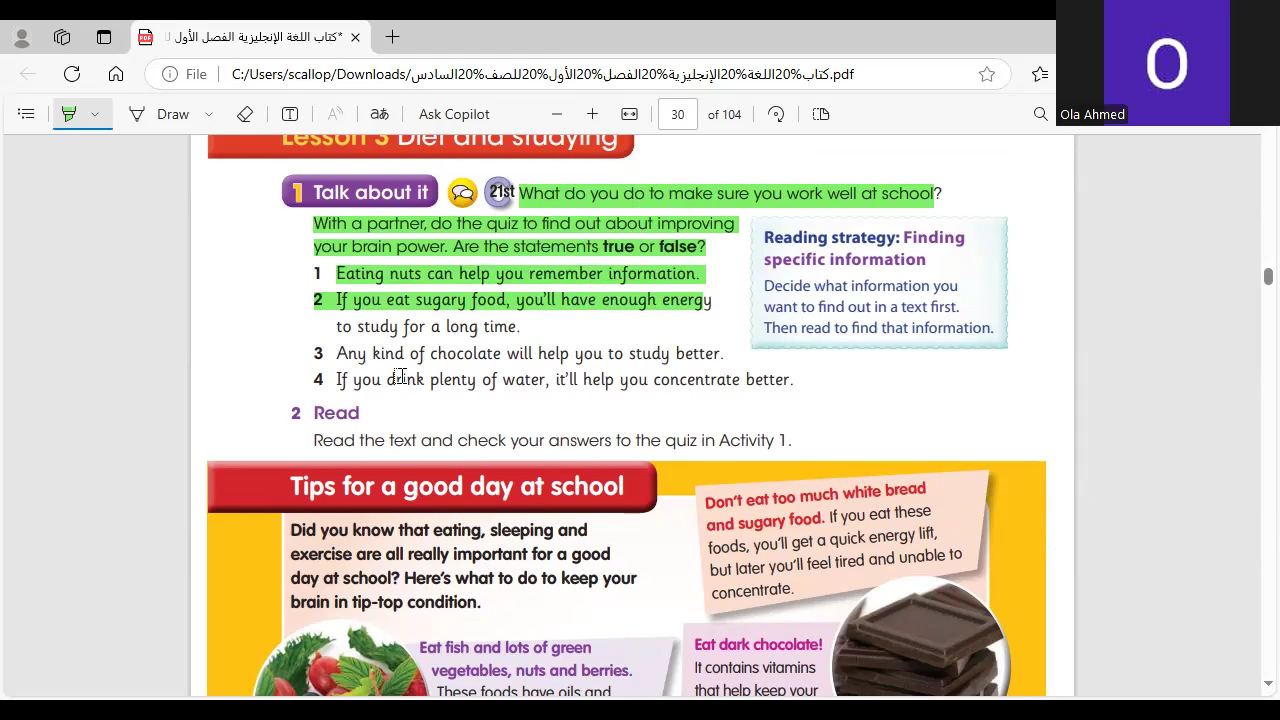 *كتاب اللغة الإنجليزية الفصل الأول
File
C:/Users/scallop/Downloads/كتاب%20اللغة%20الإنجليزية%20الفصل%20الأول%20للصف%20السادس.pdf
Draw
Ask Copilot
30 of 104
O
Ola Ahmed
Lesson 3 Diet and studying
1 Talk about it
21st
What do you do to make sure you work well at school?
With a partner, do the quiz to find out about improving
your brain power. Are the statements true or false?
1 Eating nuts can help you remember information.
2 If you eat sugary food, you'll have enough energy
to study for a long time.
3 Any kind of chocolate will help you to study better.
4 If you drink plenty of water, it'll help you concentrate better.
Reading strategy: Finding
specific information
Decide what information you
want to find out in a text first.
Then read to find that information.
2 Read
Read the text and check your answers to the quiz in Activity 1.
Tips for a good day at school
Did you know that eating, sleeping and
exercise are all really important for a good
day at school? Here's what to do to keep your
brain in tip-top condition.
Don't eat too much white bread
and sugary food. If you eat these
foods, you'll get a quick energy lift,
but later you'll feel tired and unable to
concentrate.
Eat fish and lots of green
vegetables, nuts and berries.
These foods have oils and
Eat dark chocolate!
It contains vitamins
that help keep your